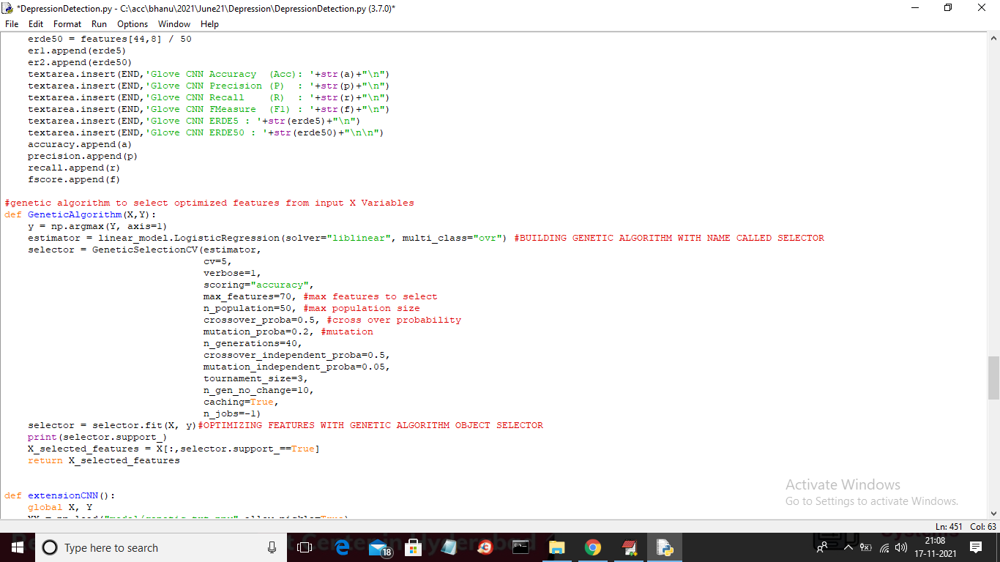 *DepressionDetection.py - C:\acc\bhanu\2021\June21\Depression\DepressionDetection.py (3.7.0)*
File Edit Format Run Options Window Help
erde50 = features[44,8] / 50
er1.append(erde5)
er2.append(erde50)
textarea.insert(END,'Glove CNN Accuracy  (Acc): '+str(a)+"\n")
textarea.insert(END,'Glove CNN Precision (P)  : '+str(p)+"\n")
textarea.insert(END,'Glove CNN Recall    (R)  : '+str(r)+"\n")
textarea.insert(END,'Glove CNN FMeasure  (F1) : '+str(f)+"\n")
textarea.insert(END,'Glove CNN ERDE5 : '+str(erde5)+"\n")
textarea.insert(END,'Glove CNN ERDE50 : '+str(erde50)+"\n\n")
accuracy.append(a)
precision.append(p)
recall.append(r)
fscore.append(f)
#genetic algorithm to select optimized features from input X Variables
def GeneticAlgorithm(X,Y):
y = np.argmax(Y, axis=1)
estimator = linear_model.LogisticRegression(solver="liblinear", multi_class="ovr") #BUILDING GENETIC ALGORITHM WITH NAME CALLED SELECTOR
selector = GeneticSelectionCV(estimator,
cv=5,
verbose=1,
scoring="accuracy",
max_features=70, #max features to select
n_population=50, #max population size
crossover_proba=0.5, #cross over probability
mutation_proba=0.2, #mutation
n_generations=40,
crossover_independent_proba=0.5,
mutation_independent_proba=0.05,
tournament_size=3,
n_gen_no_change=10,
caching=True,
n_jobs=-1)
selector = selector.fit(X, y)#OPTIMIZING FEATURES WITH GENETIC ALGORITHM OBJECT SELECTOR
print(selector.support_)
X_selected_features = X[:,selector.support_==True]
return X_selected_features
def extensionCNN():
global X, Y
Activate Windows
Go to Settings to activate Windows.
Ln: 451 Col: 63
Type here to search
18
21:08
17-11-2021